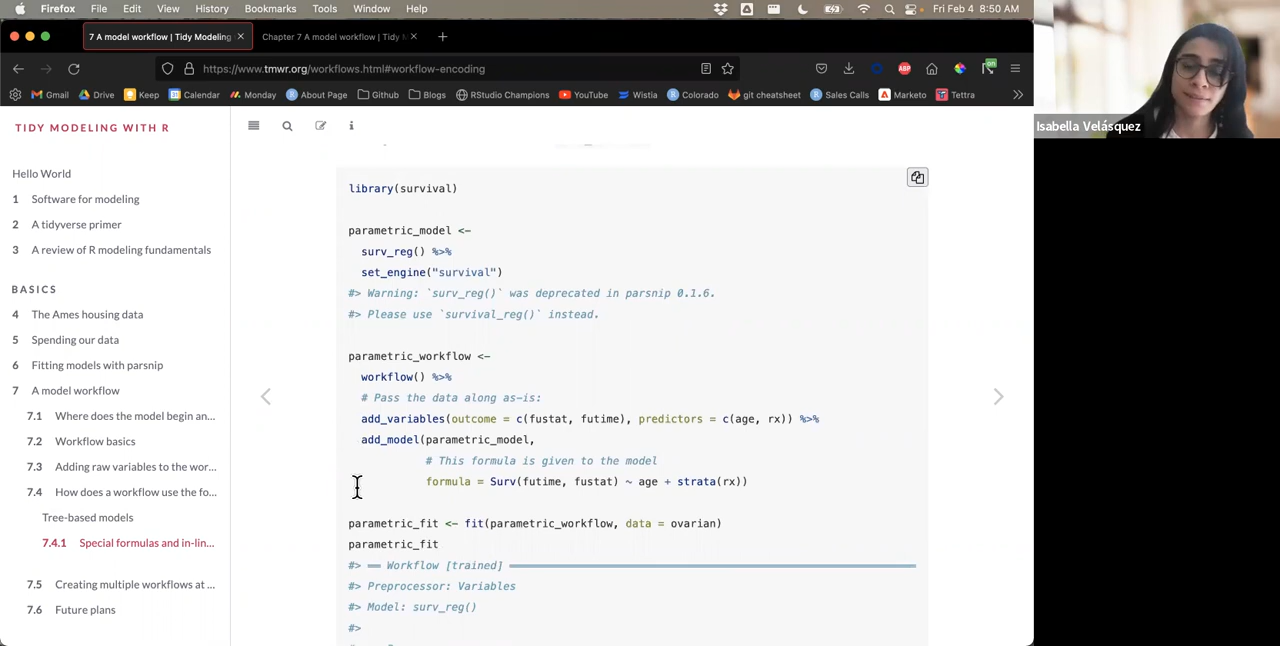 Firefox File Edit View History Bookmarks Tools Window Help Fri Feb 4 8:50 AM
7 A model workflow | Tidy Modeling
Chapter 7 A model workflow | Tidy M
https://www.tmwr.org/workflows.html#workflow-encoding
Gmail Drive Keep Calendar Monday About Page Github Blogs RStudio Champions YouTube Wistia Colorado git cheatsheet Sales Calls Marketo Tettra
ABP
on
Isabella Velásquez
TIDY MODELING WITH R
Hello World
1 Software for modeling
2 A tidyverse primer
3 A review of R modeling fundamentals
BASICS
4 The Ames housing data
5 Spending our data
6 Fitting models with parsnip
7 A model workflow
7.1 Where does the model begin an...
7.2 Workflow basics
7.3 Adding raw variables to the wor...
7.4 How does a workflow use the fo...
Tree-based models
7.4.1 Special formulas and in-lin...
7.5 Creating multiple workflows at ...
7.6 Future plans
library(survival)
parametric_model <-
surv_reg() %>%
set_engine("survival")
#> Warning: `surv_reg()` was deprecated in parsnip 0.1.6.
#> Please use `survival_reg()` instead.
parametric_workflow <-
workflow() %>%
# Pass the data along as-is:
add_variables(outcome = c(fustat, futime), predictors = c(age, rx)) %>%
add_model(parametric_model,
# This formula is given to the model
formula = Surv(futime, fustat) ~ age + strata(rx))
parametric_fit <- fit(parametric_workflow, data = ovarian)
parametric_fit
#> ══ Workflow [trained] ══════════
#> Preprocessor: Variables
#> Model: surv_reg()
#>